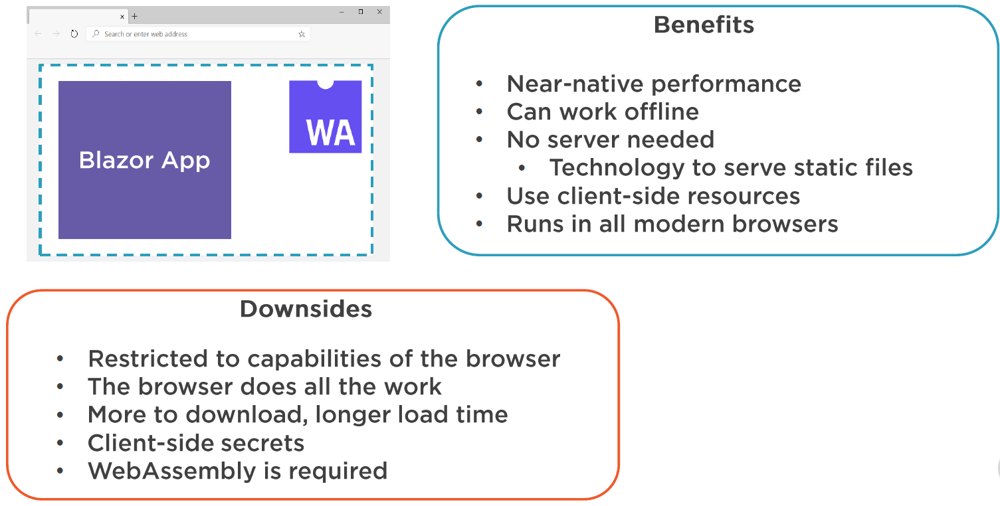 Search or enter web address
Blazor App
WA
Benefits
• Near-native performance
• Can work offline
• No server needed
• Technology to serve static files
• Use client-side resources
• Runs in all modern browsers
Downsides
• Restricted to capabilities of the browser
• The browser does all the work
• More to download, longer load time
• Client-side secrets
• WebAssembly is required